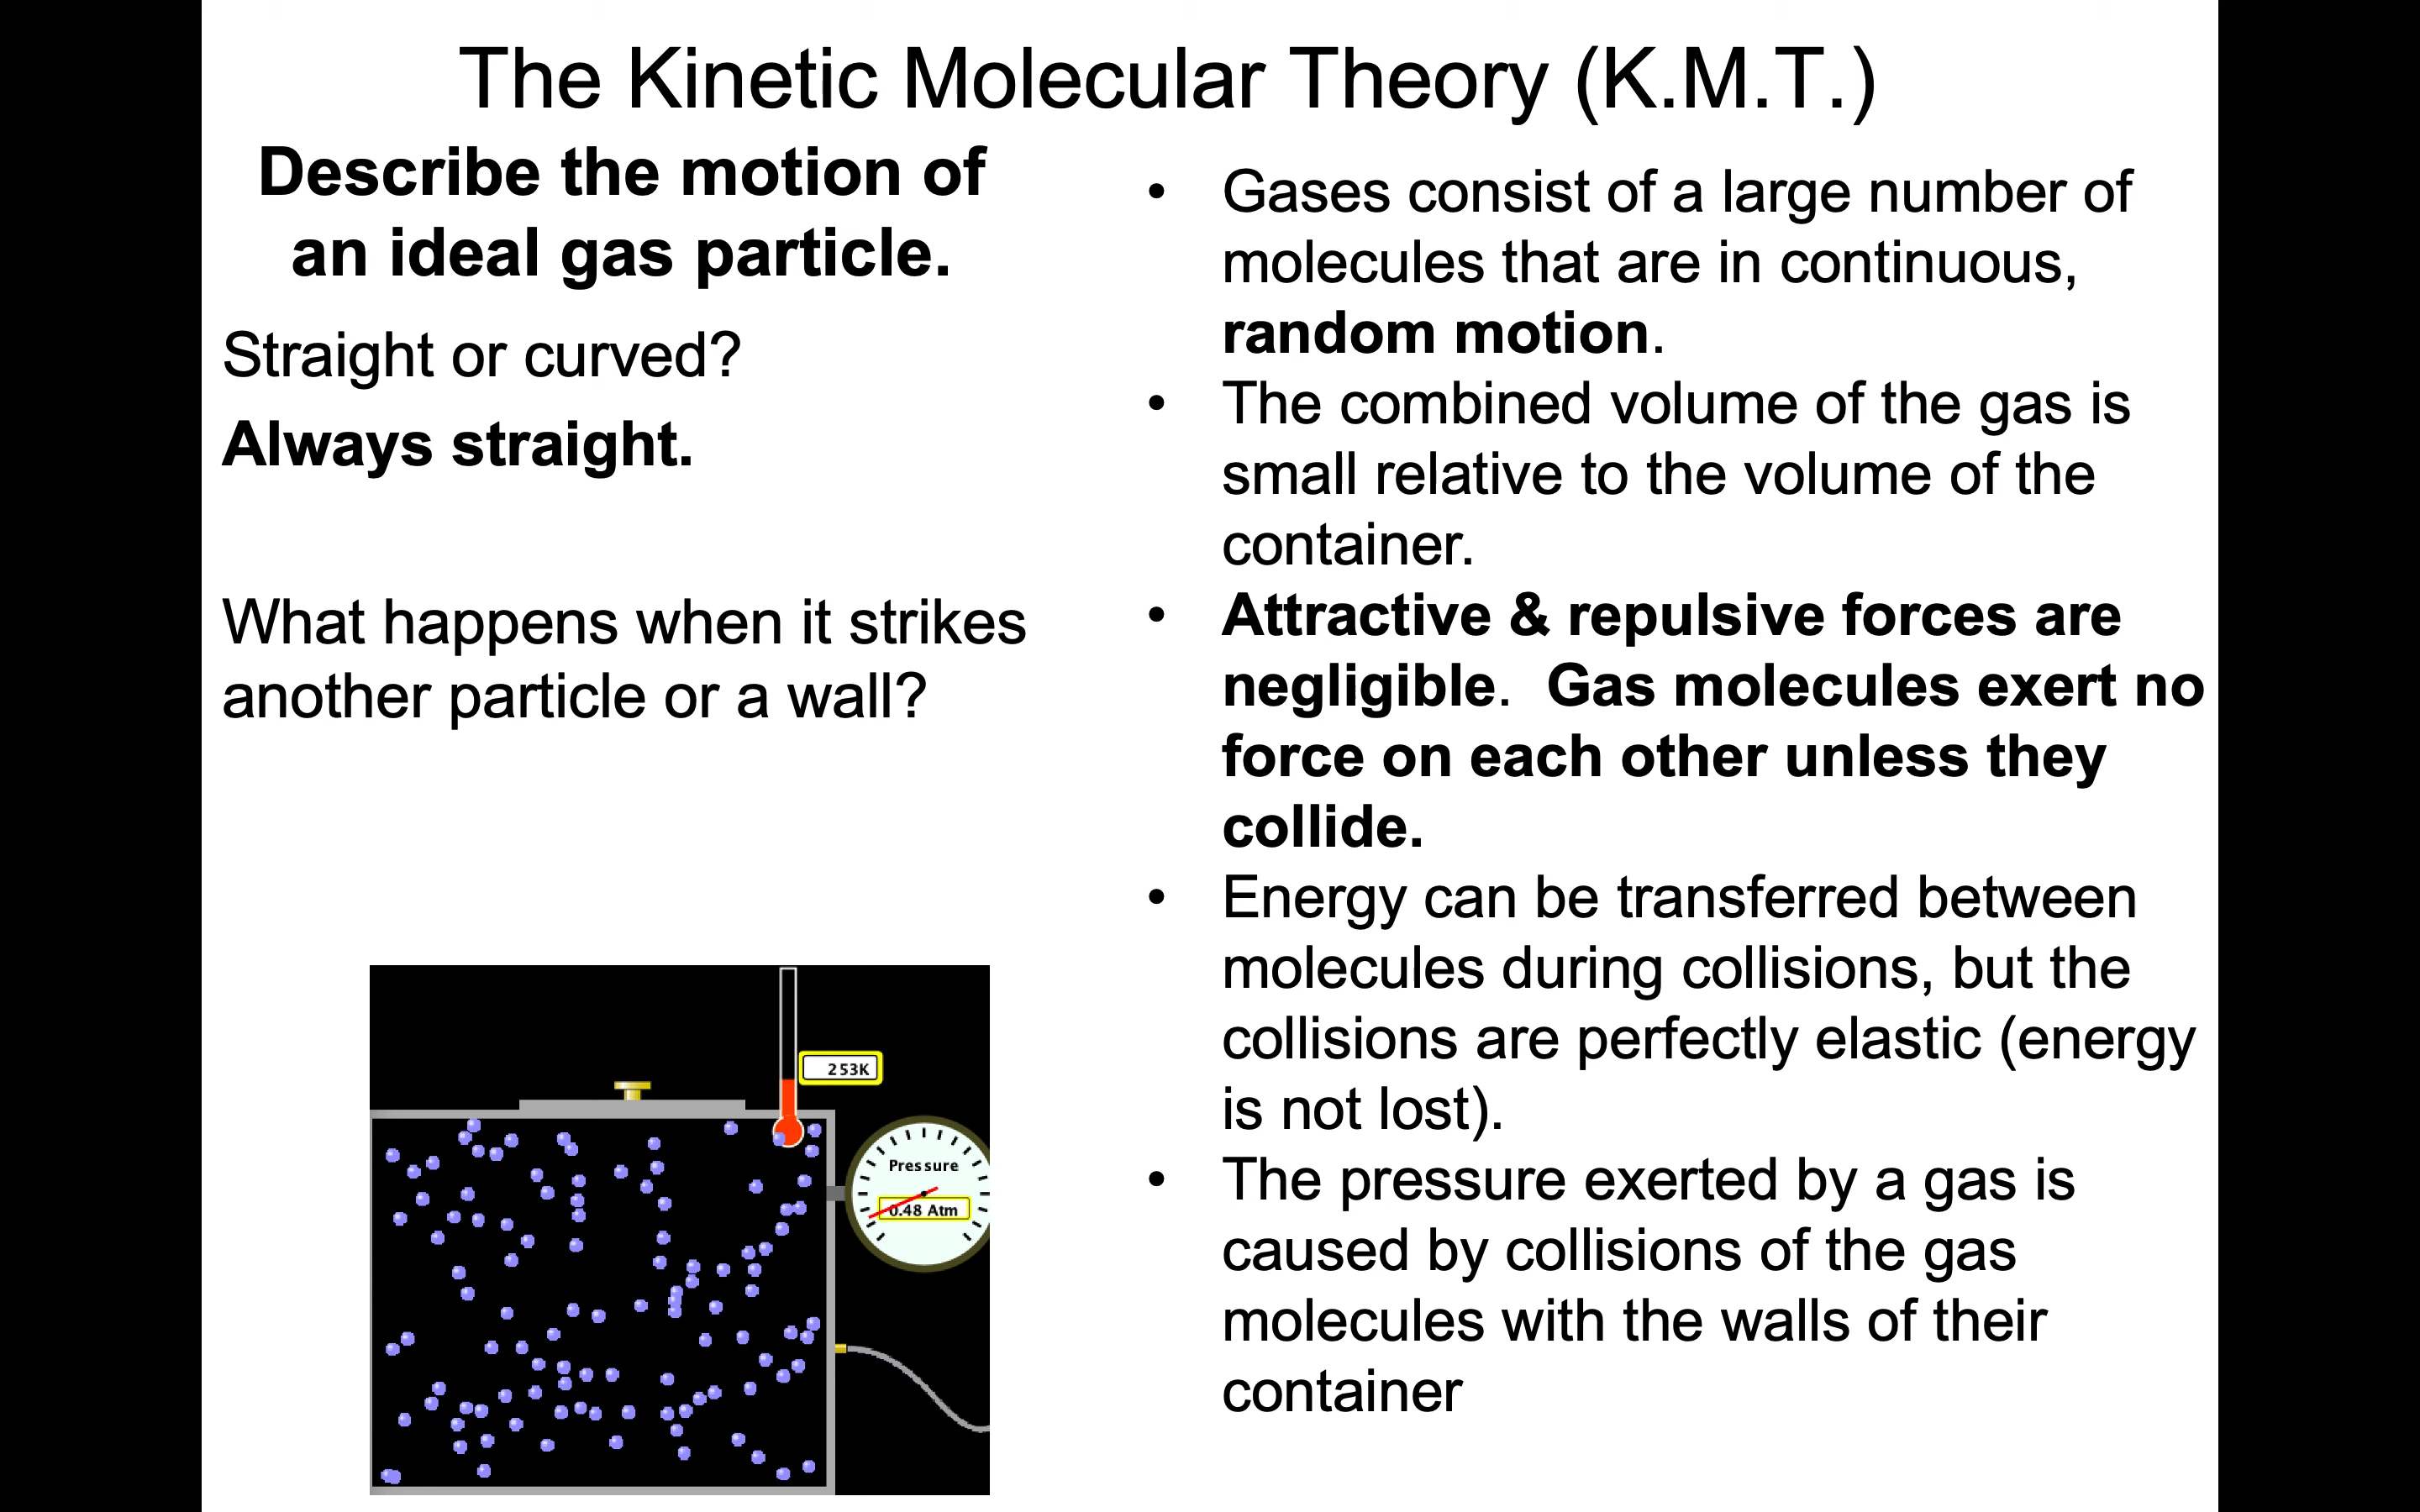 The Kinetic Molecular Theory (K.M.T.)
Describe the motion of
an ideal gas particle.
Straight or curved?
Always straight.
What happens when it strikes
another particle or a wall?
253K
Pressure
0.48 Atm
• Gases consist of a large number of
molecules that are in continuous,
random motion.
• The combined volume of the gas is
small relative to the volume of the
container.
• Attractive & repulsive forces are
negligible. Gas molecules exert no
force on each other unless they
collide.
• Energy can be transferred between
molecules during collisions, but the
collisions are perfectly elastic (energy
is not lost).
• The pressure exerted by a gas is
caused by collisions of the gas
molecules with the walls of their
container